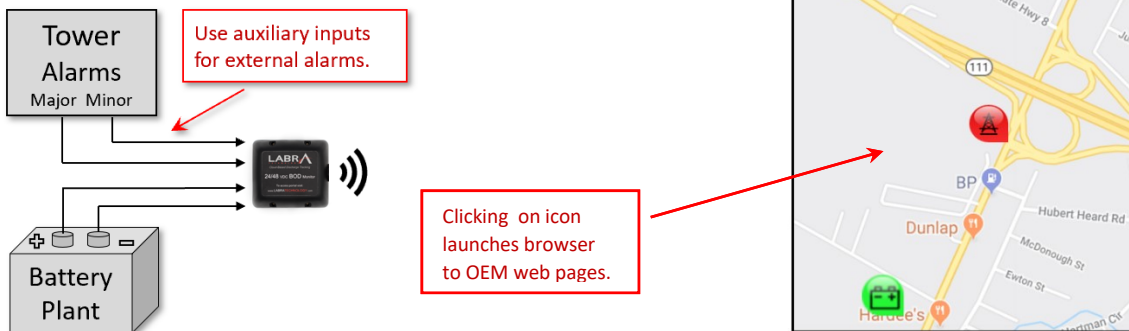 Tower
Alarms
Major Minor
Use auxiliary inputs
for external alarms.
LABRA
24/48 VDC BOD Monitor
+
−
Battery
Plant
Clicking on icon
launches browser
to OEM web pages.
Hwy 8
111
BP
Dunlap
Hubert Heard Rd
McDonough St
Ewton St
Hardee's